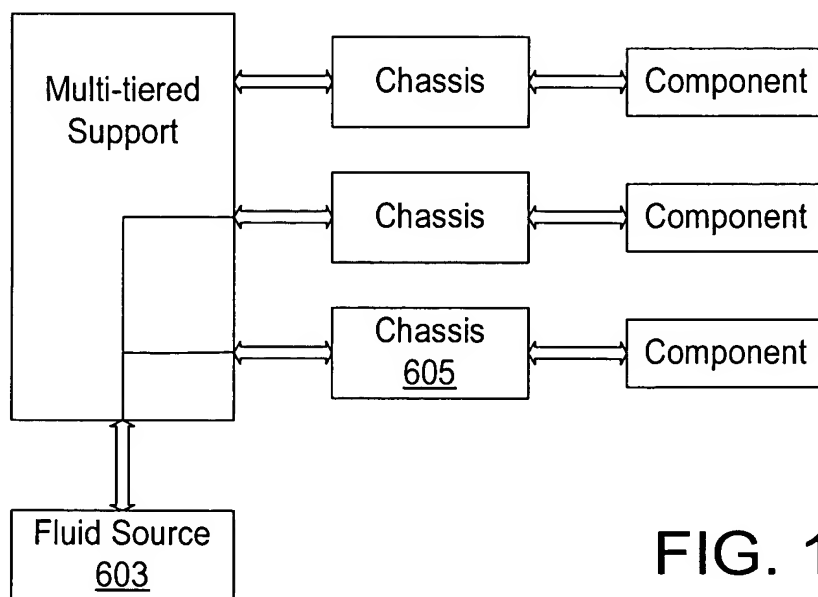 Multi-tiered
Support
Chassis
Component
Chassis
Component
Chassis
605
Component
Fluid Source
603
FIG. 1